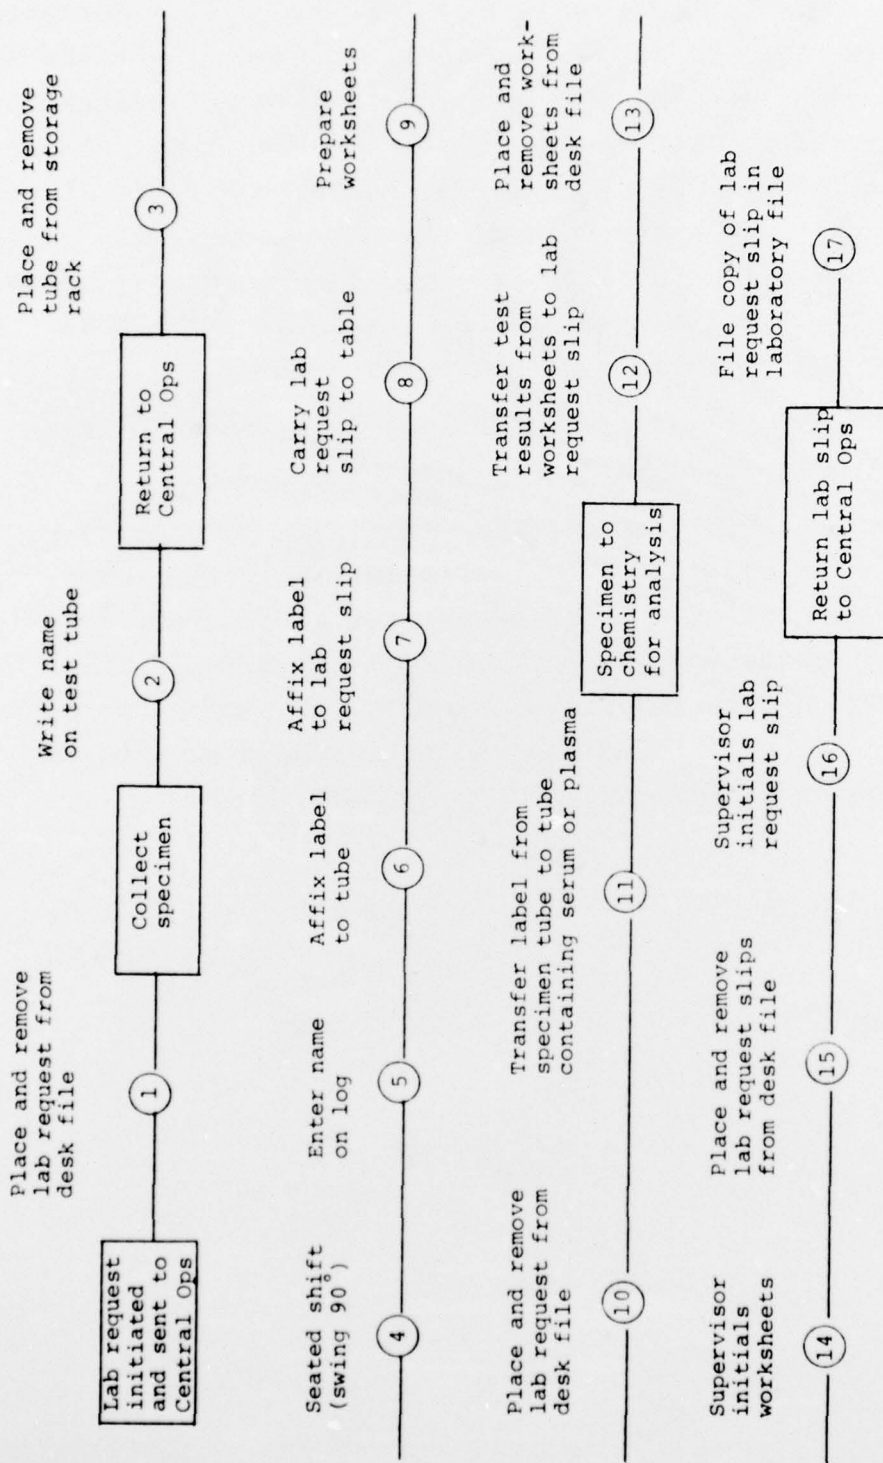 Lab request
initiated
and sent to
Central Ops
Place and remove
lab request from
desk file
1
Collect
specimen
Write name
on test tube
2
Return to
Central Ops
Place and remove
tube from storage
rack
3
Seated shift
(swing 90°)
4
Enter name
on log
5
Affix label
to tube
6
Affix label
to lab
request slip
7
Carry lab
request
slip to table
8
Prepare
worksheets
9
Place and remove
lab request from
desk file
10
Transfer label from
specimen tube to tube
containing serum or plasma
11
Specimen to
chemistry
for analysis
Transfer test
results from
worksheets to lab
request slip
12
Place and
remove work-
sheets from
desk file
13
Supervisor
initials
worksheets
14
Place and remove
lab request slips
from desk file
15
Supervisor
initials lab
request slip
16
Return lab slip
to Central Ops
File copy of lab
request slip in
laboratory file
17